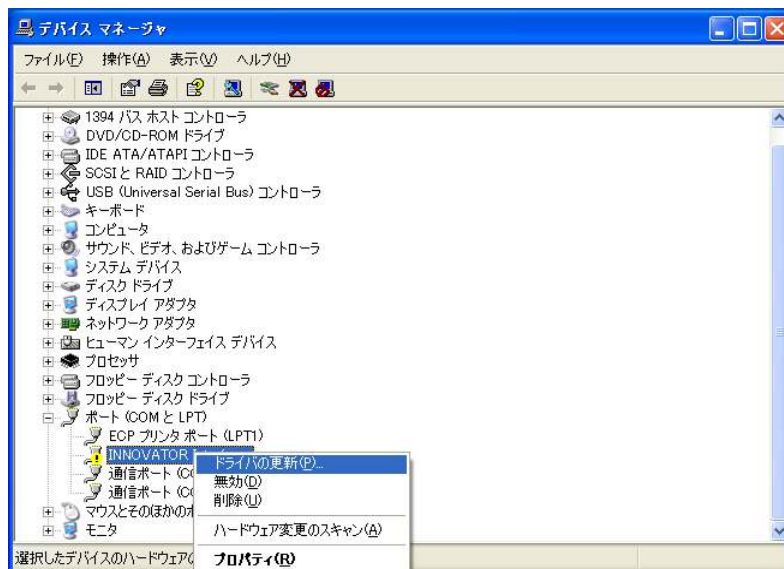 デバイス マネージャ
ファイル(F) 操作(A) 表示(V) ヘルプ(H)
1394 バス ホスト コントローラ
DVD/CD-ROM ドライブ
IDE ATA/ATAPI コントローラ
SCSI と RAID コントローラ
USB (Universal Serial Bus) コントローラ
キーボード
コンピュータ
サウンド、ビデオ、およびゲーム コントローラ
システム デバイス
ディスク ドライブ
ディスプレイ アダプタ
ネットワーク アダプタ
ヒューマン インターフェイス デバイス
プロセッサ
フロッピー ディスク コントローラ
フロッピー ディスク ドライブ
ポート (COM と LPT)
ECP プリンタ ポート (LPT1)
INNOVATOR
通信ポート (CO
通信ポート (CO
マウスとそのほかのポ
モニタ
ドライバの更新(P)...
無効(D)
削除(U)
ハードウェア変更のスキャン(A)
プロパティ(R)
選択したデバイスのハードウェアの